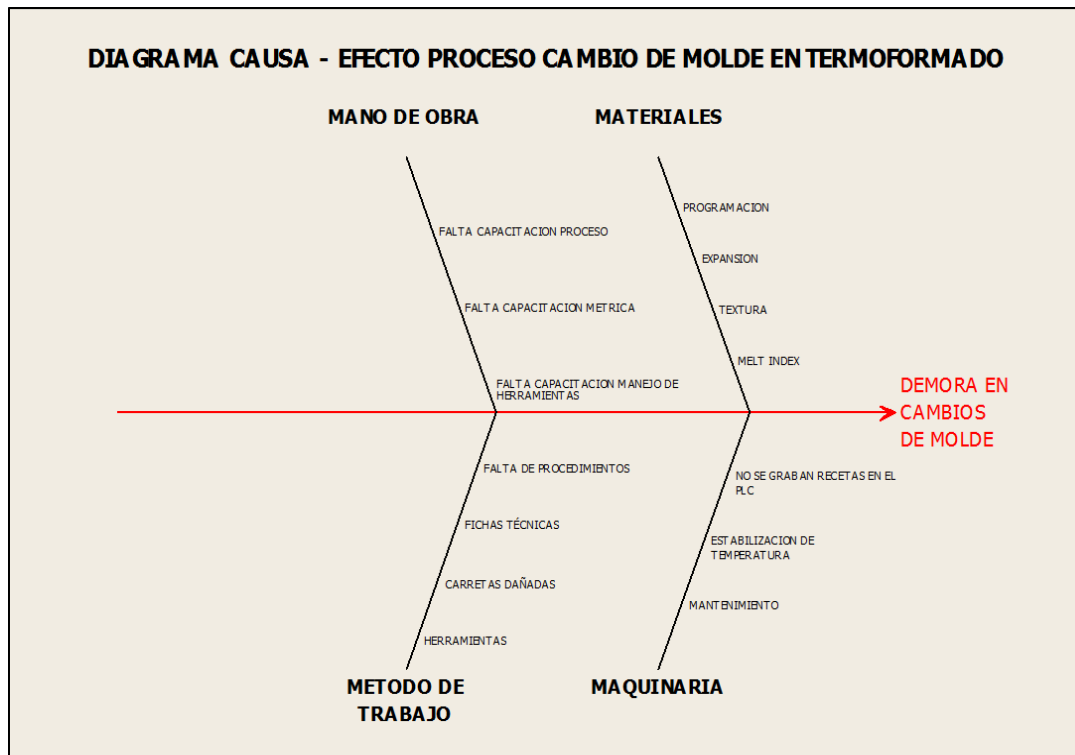 DIAGRAMA CAUSA - EFECTO PROCESO CAMBIO DE MOLDE EN TERMOFORMADO
MANO DE OBRA
MATERIALES
FALTA CAPACITACION PROCESO
FALTA CAPACITACION METRICA
FALTA CAPACITACION MANEJO DE
HERRAMIENTAS
PROGRAMACION
EXPANSION
TEXTURA
MELT INDEX
DEMORA EN
CAMBIOS
DE MOLDE
FALTA DE PROCEDIMIENTOS
FICHAS TÉCNICAS
CARRETAS DAÑADAS
HERRAMIENTAS
NO SE GRABAN RECETAS EN EL
PLC
ESTABILIZACION DE
TEMPERATURA
MANTENIMIENTO
METODO DE
TRABAJO
MAQUINARIA